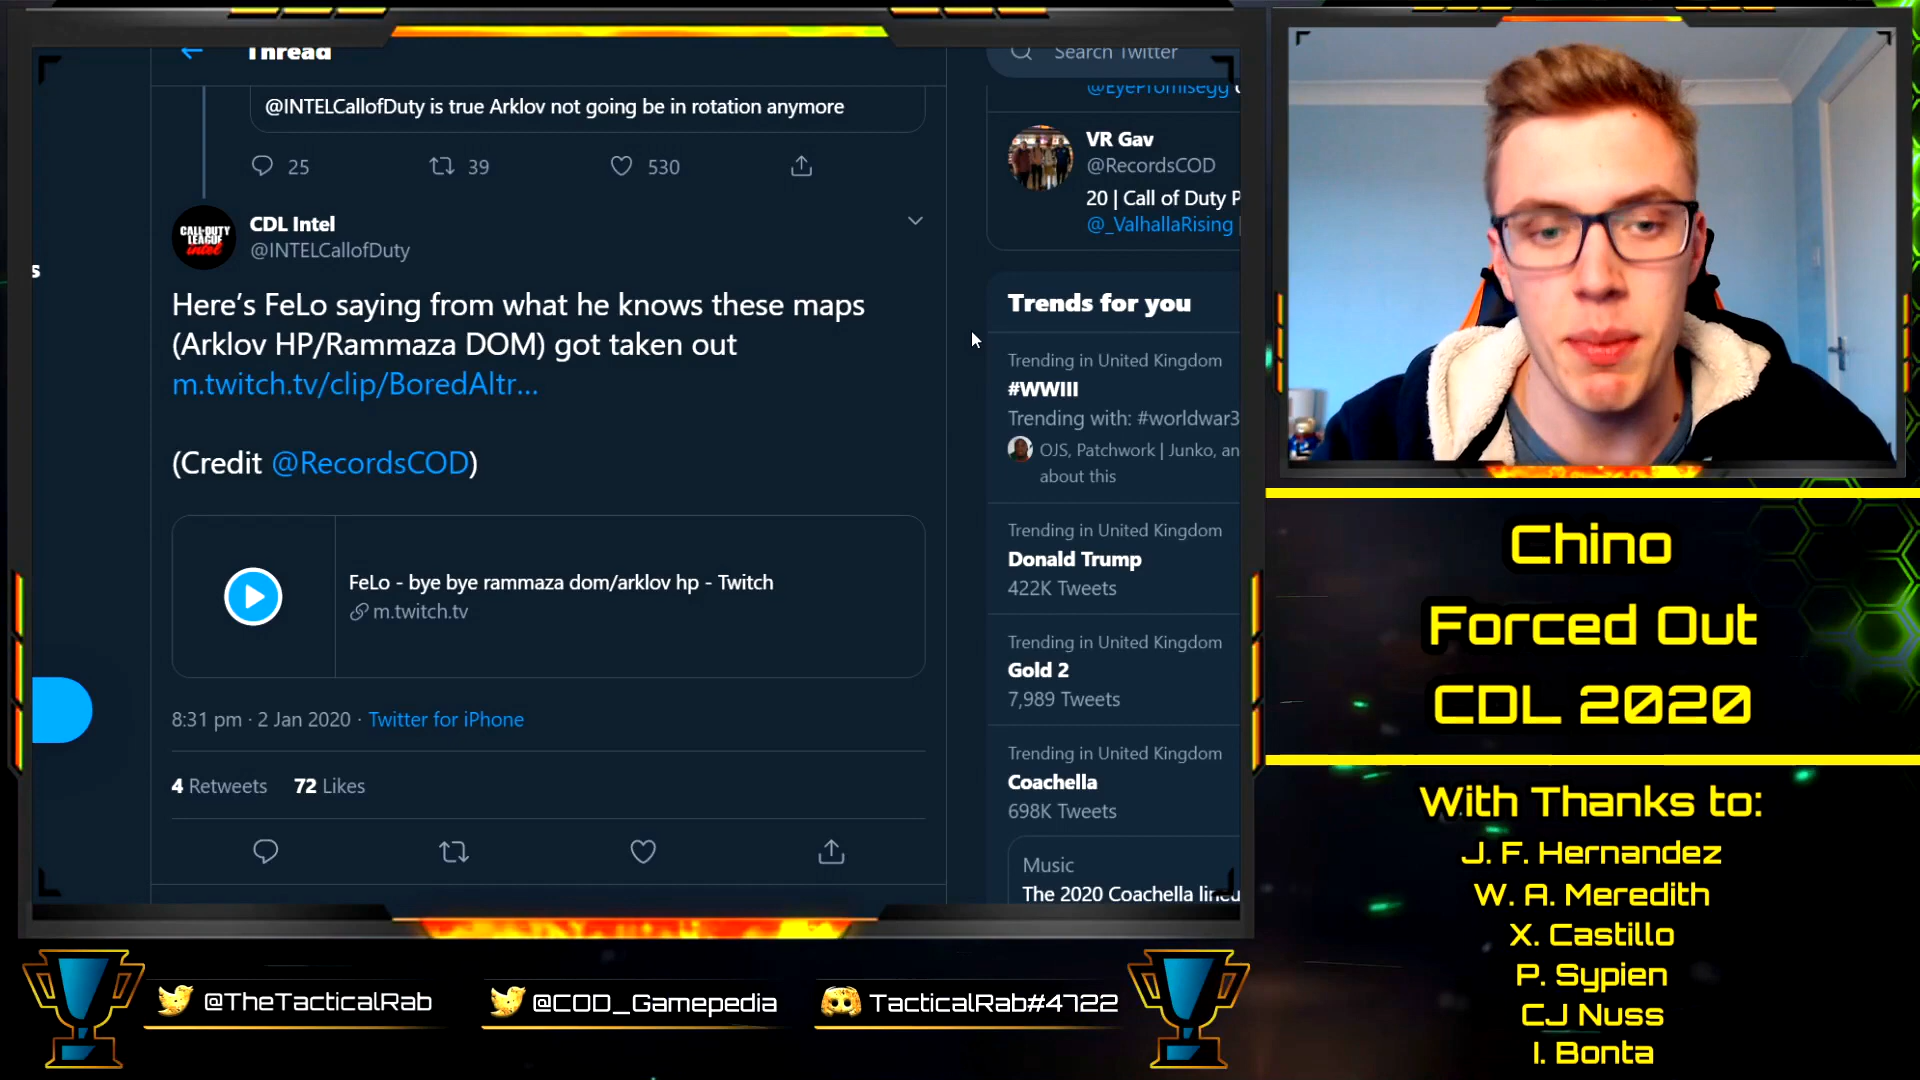 Thread
@INTELCallofDuty is true Arklov not going be in rotation anymore
25
39
530
CALL OF DUTY
LEAGUE
intel
CDL Intel
@INTELCallofDuty
s
Here’s FeLo saying from what he knows these maps
(Arklov HP/Rammaza DOM) got taken out
m.twitch.tv/clip/BoredAltr...
(Credit @RecordsCOD)
FeLo - bye bye rammaza dom/arklov hp - Twitch
m.twitch.tv
8:31 pm · 2 Jan 2020 · Twitter for iPhone
4 Retweets 72 Likes
Search Twitter
@EyePromisegg
VR Gav
@RecordsCOD
20 | Call of Duty P
@_ValhallaRising |
Trends for you
Trending in United Kingdom
#WWIII
Trending with: #worldwar3
OJS, Patchwork | Junko, an
about this
Trending in United Kingdom
Donald Trump
422K Tweets
Trending in United Kingdom
Gold 2
7,989 Tweets
Trending in United Kingdom
Coachella
698K Tweets
Music
The 2020 Coachella lineu
Chino
Forced Out
CDL 2020
With Thanks to:
J. F. Hernandez
W. A. Meredith
X. Castillo
P. Sypien
CJ Nuss
I. Bonta
@TheTacticalRab
@COD_Gamepedia
TacticalRab#4722